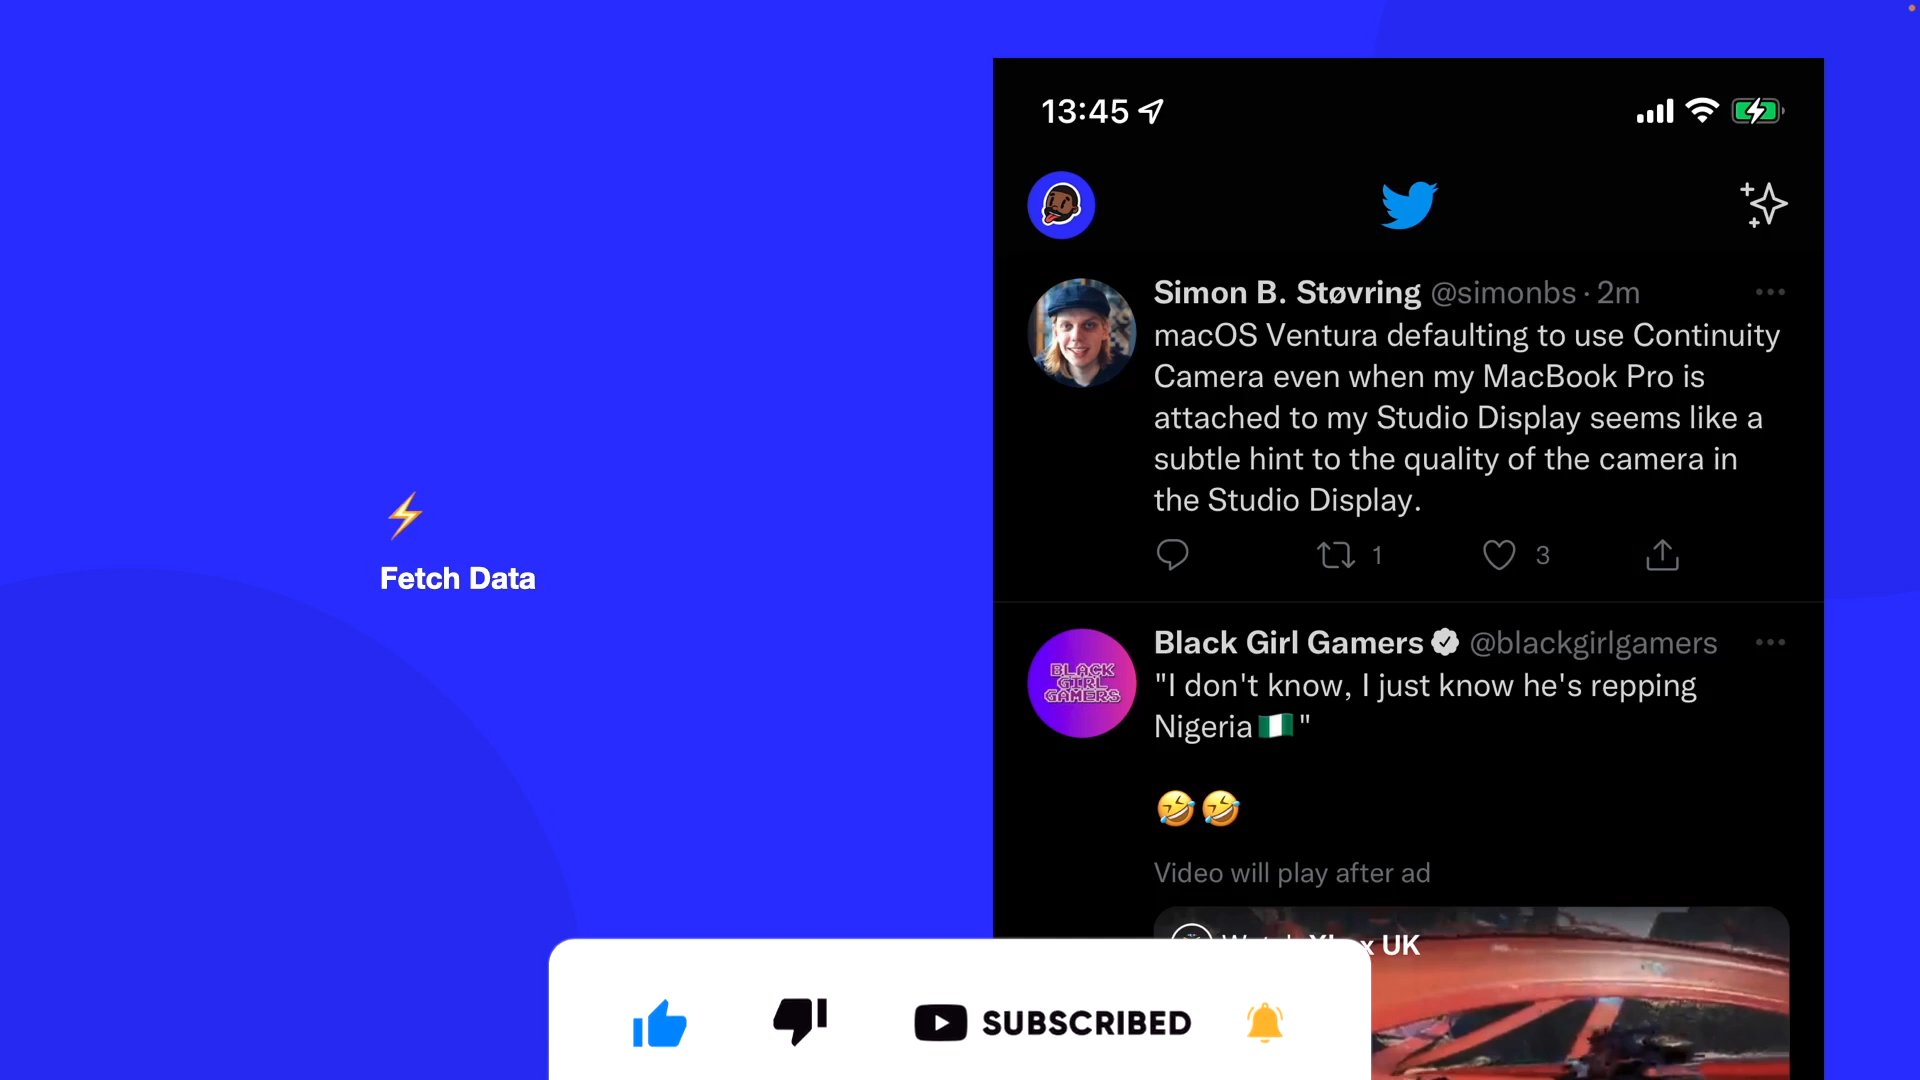 Fetch Data
13:45
Simon B. Støvring @simonbs · 2m
macOS Ventura defaulting to use Continuity
Camera even when my MacBook Pro is
attached to my Studio Display seems like a
subtle hint to the quality of the camera in
the Studio Display.
1 3
BLACK
GIRL
GAMERS
Black Girl Gamers @blackgirlgamers
"I don't know, I just know he's repping
Nigeria🇳🇬"
🤣🤣
Video will play after ad
UK
SUBSCRIBED